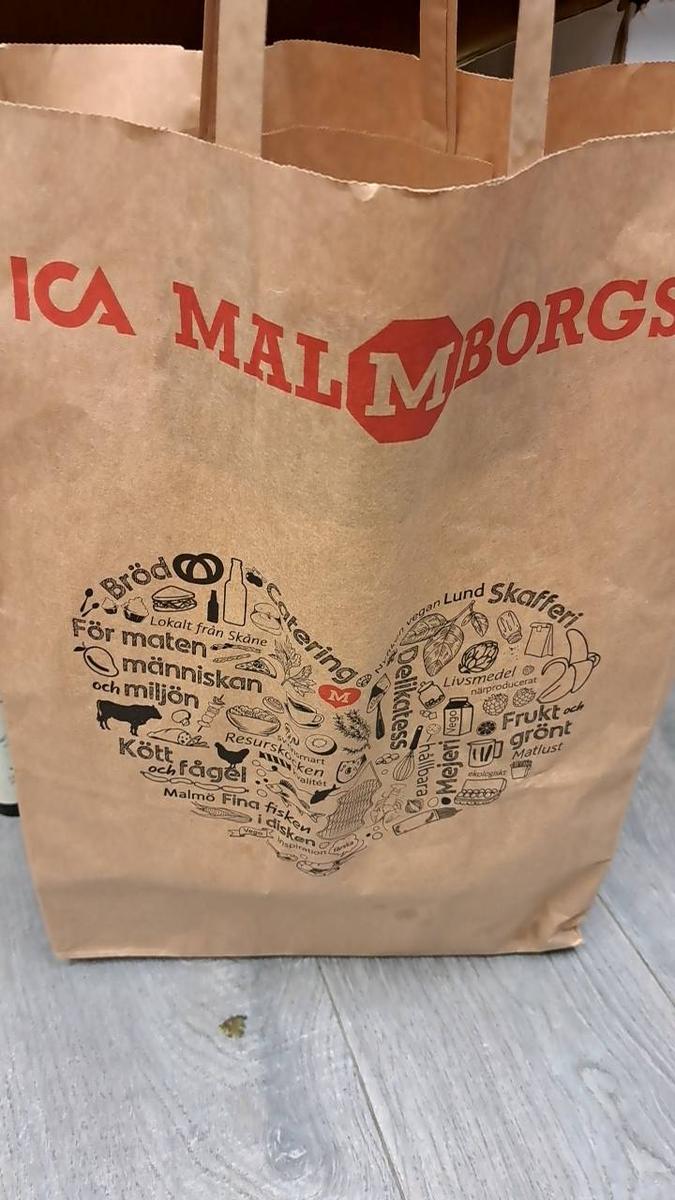 ICA MALMBORGS
Bröd
Catering
Lokalt från Skåne
För maten
människan
och miljön
M
Kött
och fågel
Malmö
Fina fisken
i disken
Vego
Inspiration
färska
vegan
Lund
Skafferi
Delikatess
Livsmedel
närproducerat
Vego
Frukt och
grönt
Matlust
Mejeri
hållbara
ekologiskt